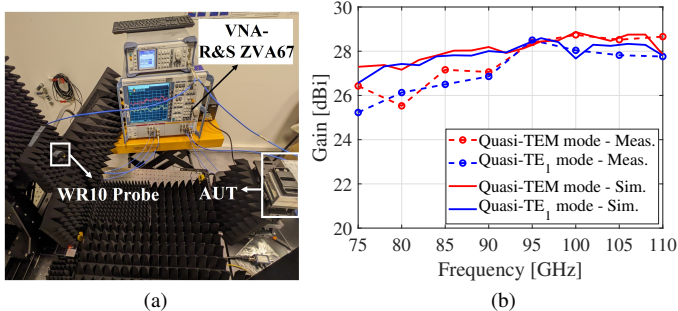 VNA-
R&S ZVA67
WR10 Probe
AUT
(a)
Gain [dBi]
30
28
26
24
22
20
Quasi-TEM mode - Meas.
Quasi-TE1 mode - Meas.
Quasi-TEM mode - Sim.
Quasi-TE1 mode - Sim.
75 80 85 90 95 100 105 110
Frequency [GHz]
(b)